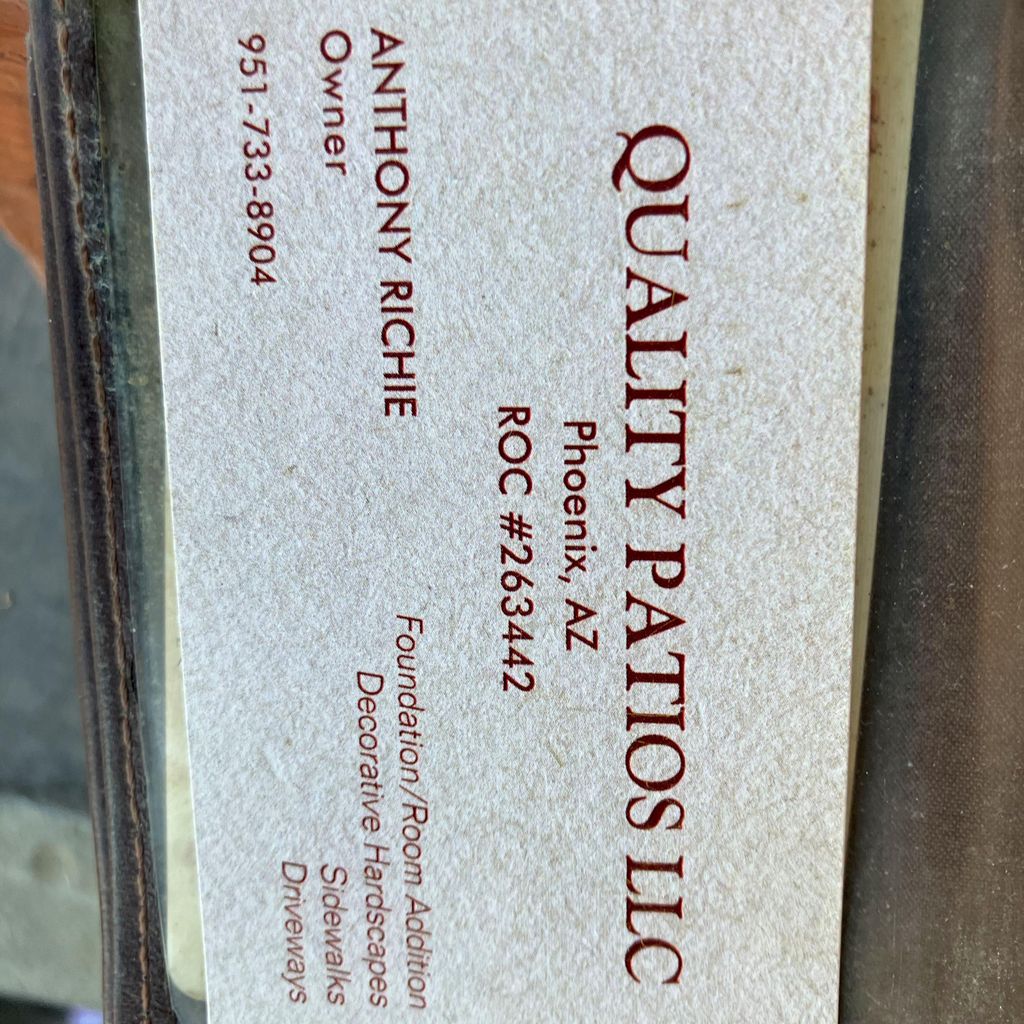 QUALITY PATIOS LLC
Phoenix, AZ
ROC #263442
ANTHONY RICHIE
Owner
951-733-8904
Foundation/Room Addition
Decorative Hardscapes
Sidewalks
Driveways